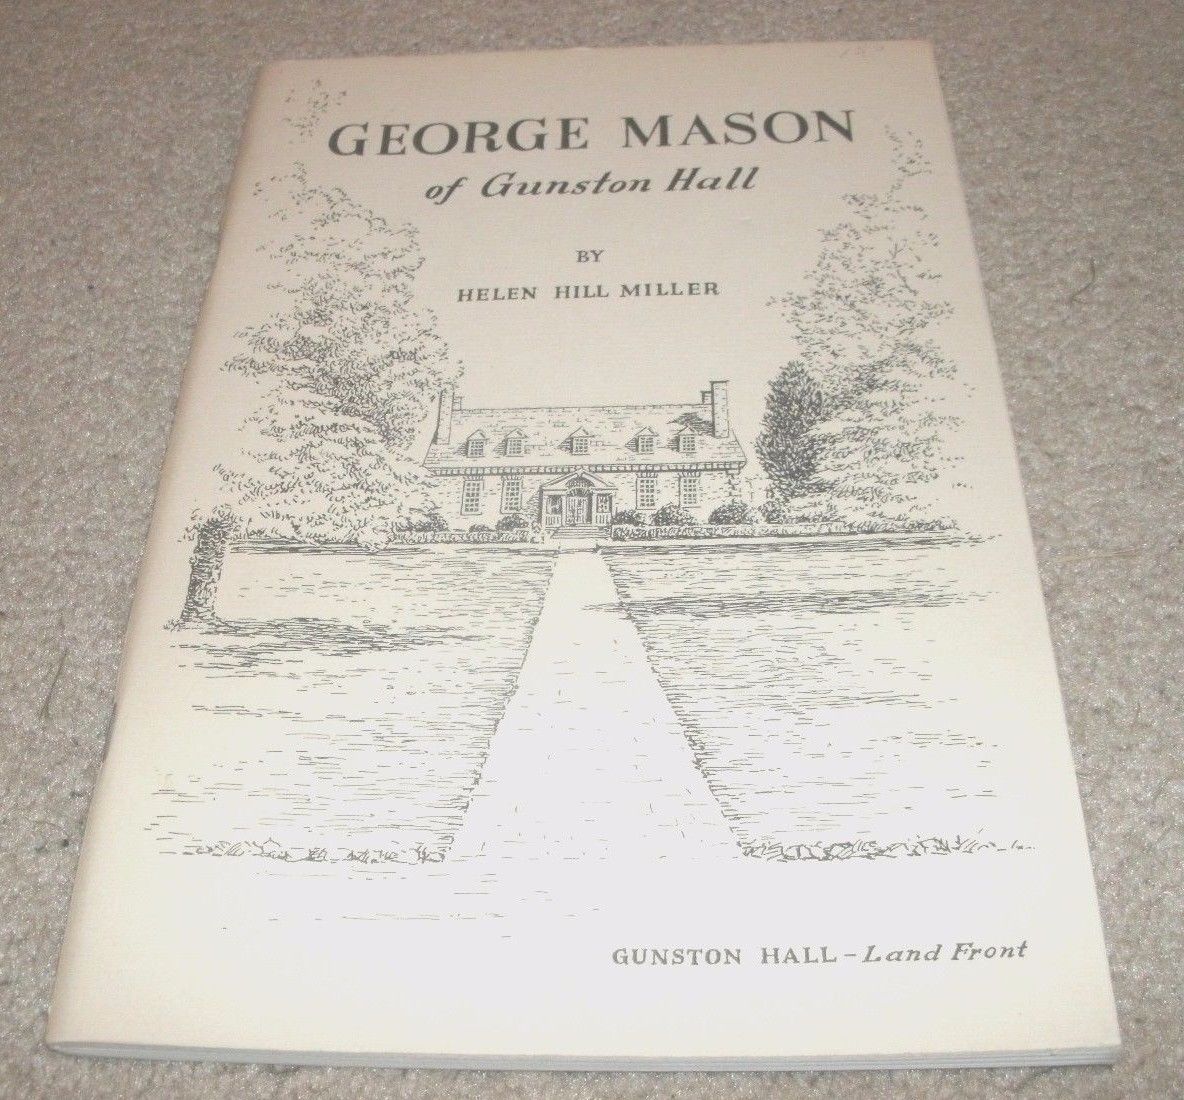 GEORGE MASON
of Gunston Hall
BY
HELEN HILL MILLER
GUNSTON HALL – Land Front